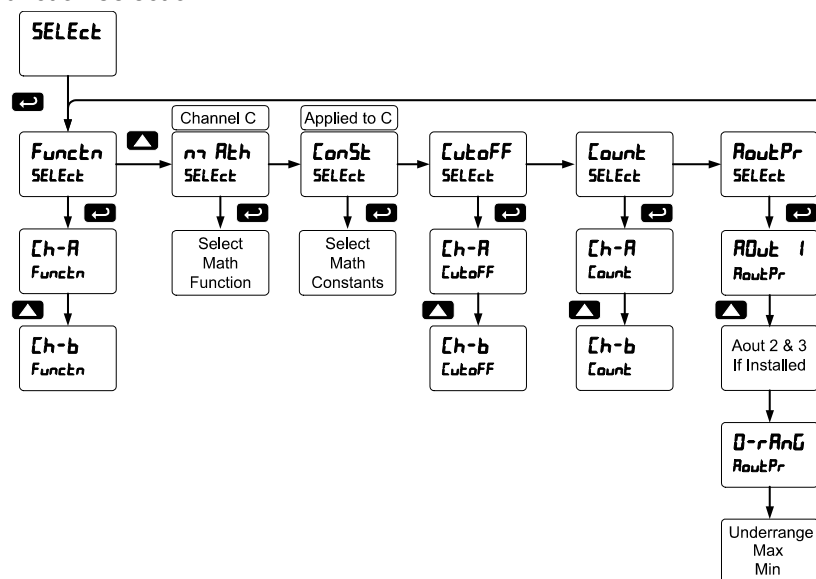 SELEct
Channel C
Applied to C
Functn
SELEct
mAth
SELEct
ConSt
SELEct
CutoFF
SELEct
Count
SELEct
AoutPr
SELEct
Ch-A
Functn
Select
Math
Function
Select
Math
Constants
Ch-A
CutoFF
Ch-A
Count
AOut 1
AoutPr
Ch-b
Functn
Ch-b
CutoFF
Ch-b
Count
Aout 2 & 3
If Installed
O-rAnG
AoutPr
Underrange
Max
Min